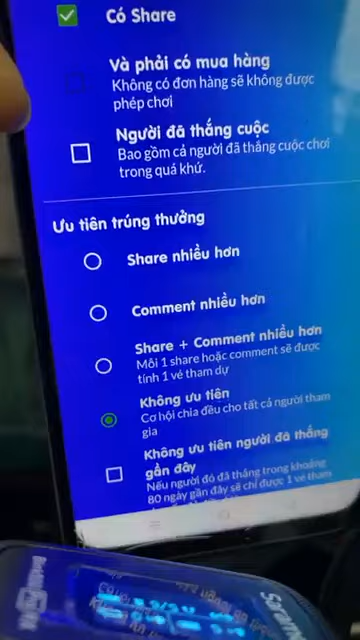 Có Share
Và phải có mua hàng
Không có đơn hàng sẽ không được
phép chơi
Người đã thắng cuộc
Bao gồm cả người đã thắng cuộc chơi
trong quá khứ.
Ưu tiên trúng thưởng
Share nhiều hơn
Comment nhiều hơn
Share + Comment nhiều hơn
Mỗi 1 share hoặc comment sẽ được
tính 1 vé tham dự
Không ưu tiên
Cơ hội chia đều cho tất cả người tham
gia
Không ưu tiên người đã thắng
gần đây
Nếu người đó đã thắng trong khoảng
80 ngày gần đây sẽ chỉ được 1 vé tham